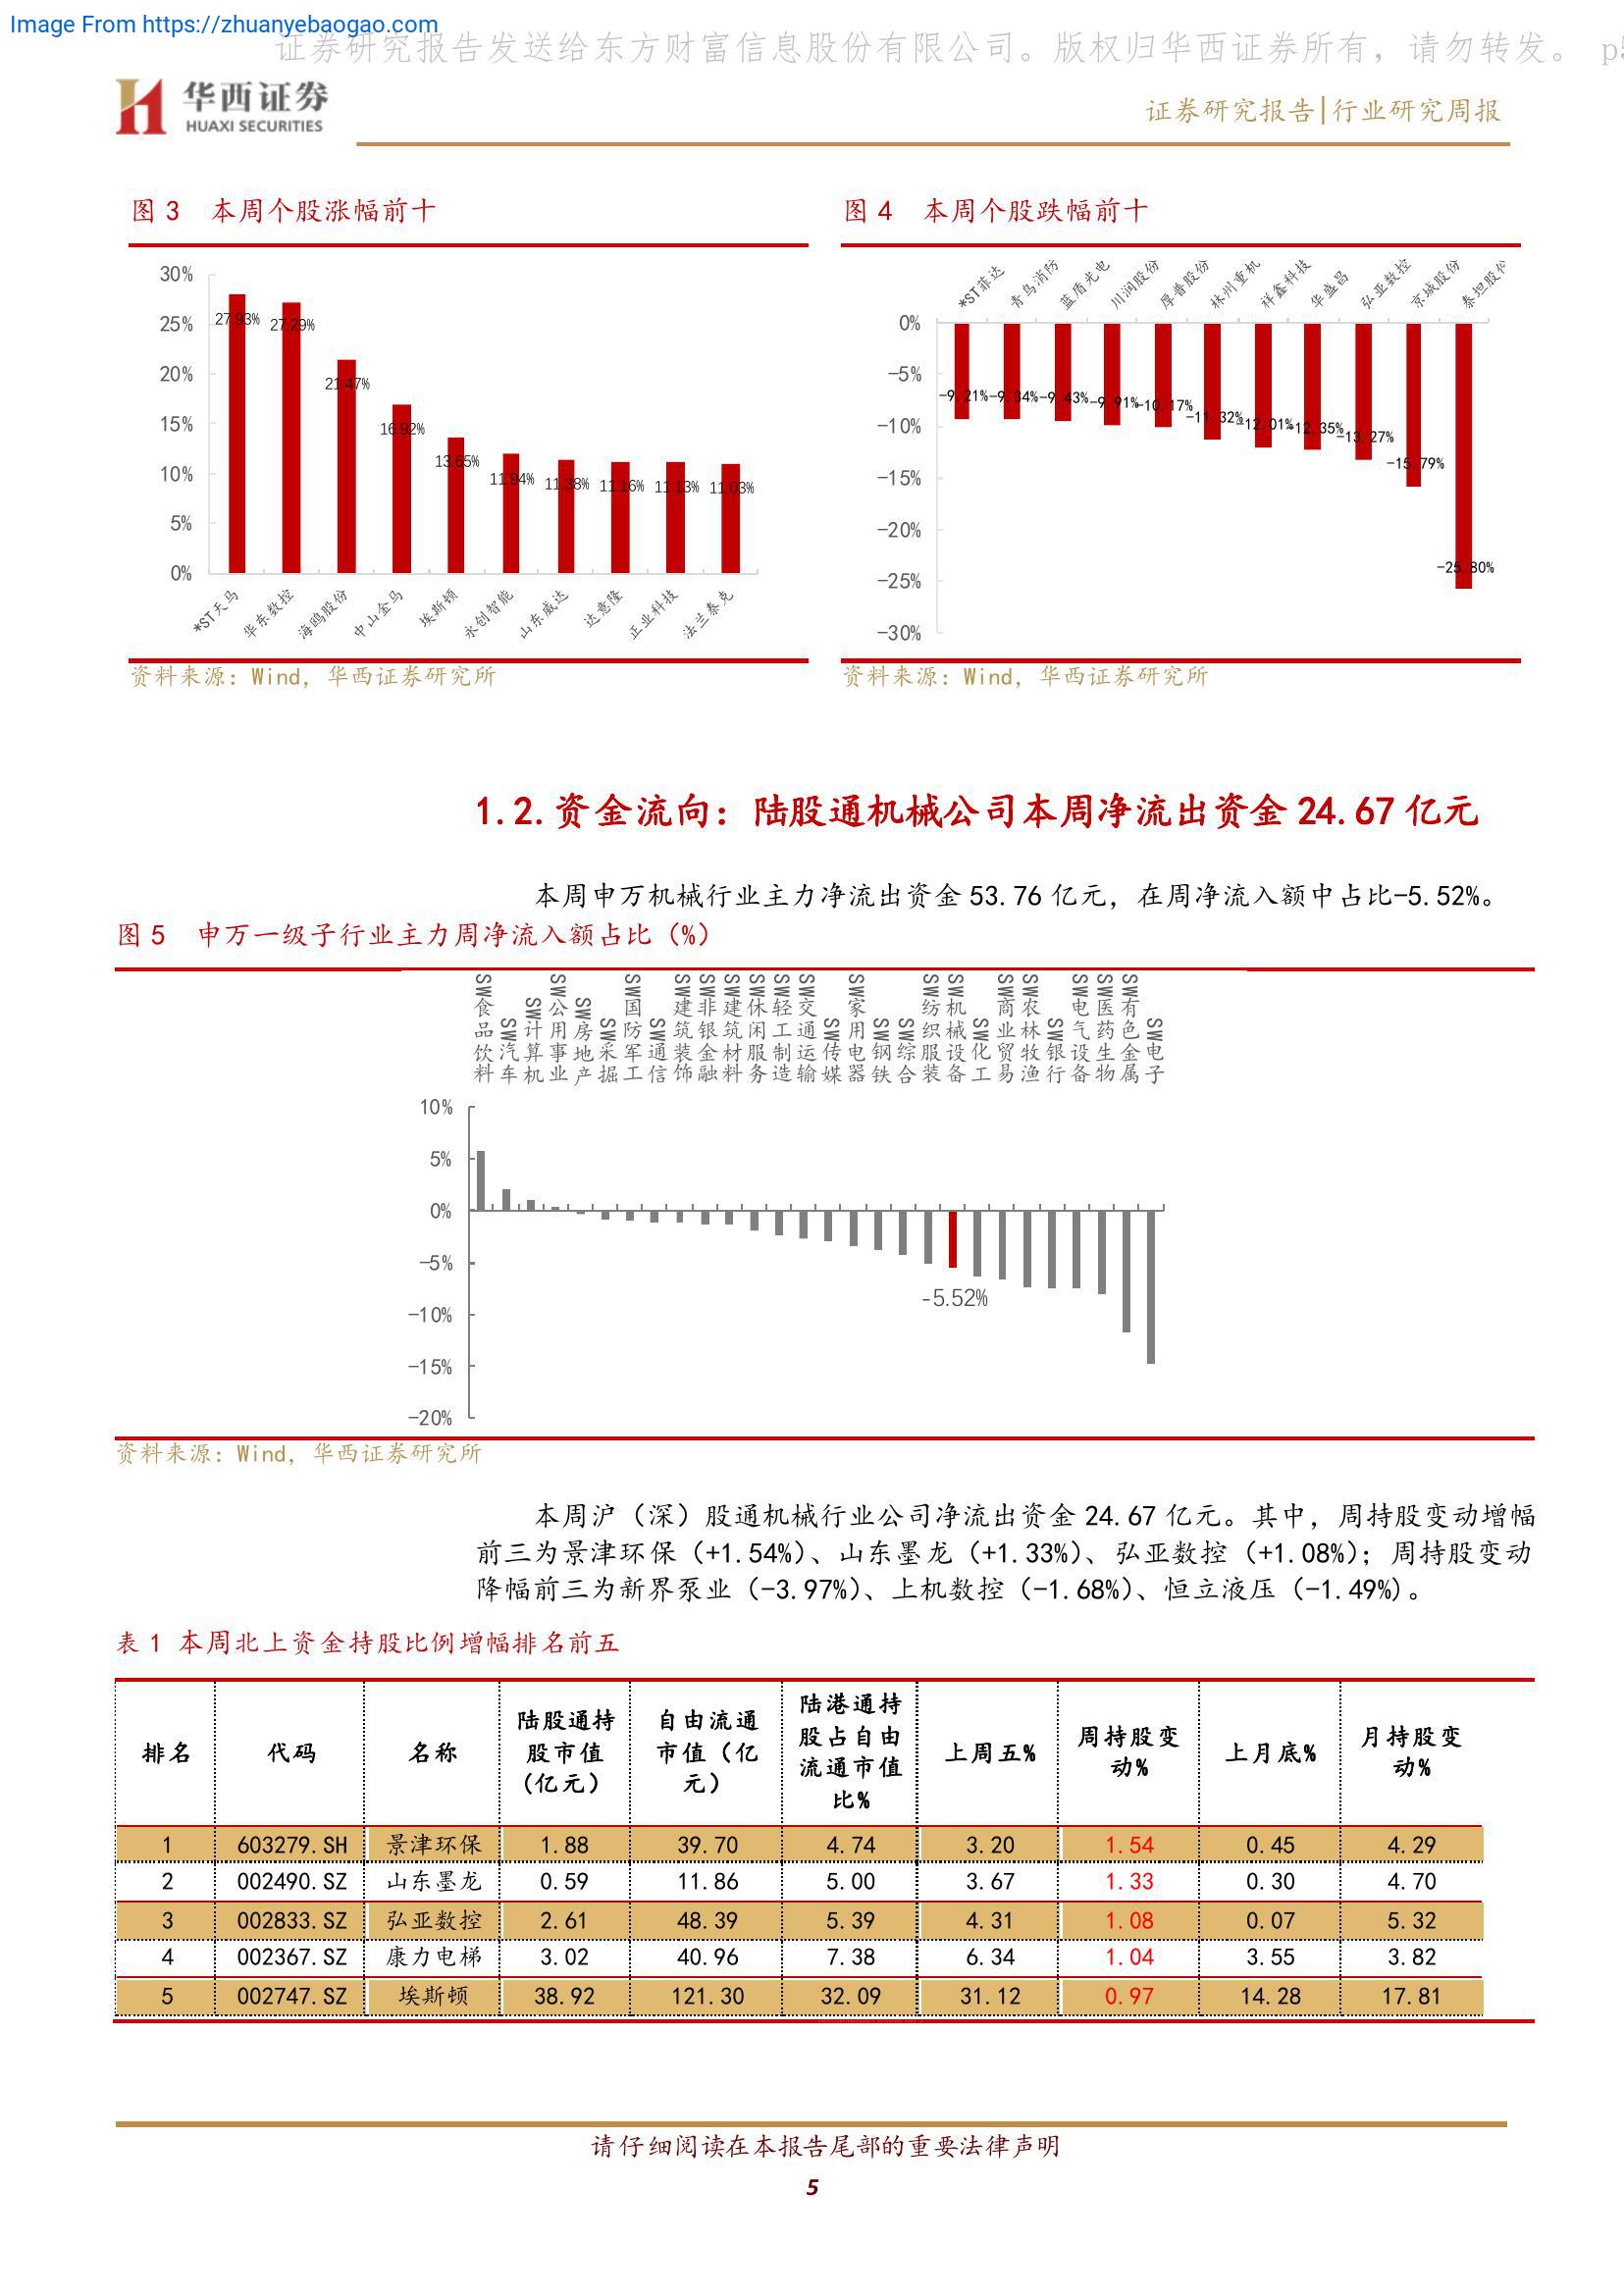 Image From https://zhuanyebaogao.com
证券研究报告发送给东方财富信息股份有限公司。版权归华西证券所有，请勿转发。 p5
华西证券
HUAXI SECURITIES
证券研究报告|行业研究周报
图 3 本周个股涨幅前十
30%
25%
20%
15%
10%
5%
0%
27.93%
27.29%
21.47%
16.92%
13.65%
11.94%
11.38%
11.16%
11.13%
11.03%
*ST天马
华东数控
海鸥股份
中山金马
埃斯顿
永创智能
山东威达
达意隆
正业科技
法兰泰克
资料来源：Wind，华西证券研究所
图 4 本周个股跌幅前十
*ST菲达
青鸟消防
蓝盾光电
川润股份
厚普股份
林州重机
祥鑫科技
华盛昌
弘亚数控
京城股份
泰坦股份
0%
-5%
-10%
-15%
-20%
-25%
-30%
-9.21%
-9.34%
-9.43%
-9.91%
-10.17%
-11.32%
-12.01%
-12.35%
-13.27%
-15.79%
-25.80%
资料来源：Wind，华西证券研究所
1.2.资金流向：陆股通机械公司本周净流出资金 24.67 亿元
本周申万机械行业主力净流出资金 53.76 亿元，在周净流入额中占比-5.52%。
图 5 申万一级子行业主力周净流入额占比（%）
SW食品饮料
SW汽车
SW计算机
SW公用事业
SW房地产
SW采掘
SW国防军工
SW通信
SW建筑装饰
SW非银金融
SW建筑材料
SW休闲服务
SW轻工制造
SW交通运输
SW传媒
SW家用电器
SW钢铁
SW综合
SW纺织服装
SW机械设备
SW化工
SW商业贸易
SW农林牧渔
SW银行
SW电气设备
SW医药生物
SW有色金属
SW电子
10%
5%
0%
-5%
-10%
-15%
-20%
-5.52%
资料来源：Wind，华西证券研究所
本周沪（深）股通机械行业公司净流出资金 24.67 亿元。其中，周持股变动增幅
前三为景津环保（+1.54%）、山东墨龙（+1.33%）、弘亚数控（+1.08%）；周持股变动
降幅前三为新界泵业（-3.97%）、上机数控（-1.68%）、恒立液压（-1.49%）。
表 1 本周北上资金持股比例增幅排名前五
排名 代码 名称 陆股通持股市值（亿元） 自由流通市值（亿元） 陆港通持股占自由流通市值比% 上周五% 周持股变动% 上月底% 月持股变动%
1 603279.SH 景津环保 1.88 39.70 4.74 3.20 1.54 0.45 4.29
2 002490.SZ 山东墨龙 0.59 11.86 5.00 3.67 1.33 0.30 4.70
3 002833.SZ 弘亚数控 2.61 48.39 5.39 4.31 1.08 0.07 5.32
4 002367.SZ 康力电梯 3.02 40.96 7.38 6.34 1.04 3.55 3.82
5 002747.SZ 埃斯顿 38.92 121.30 32.09 31.12 0.97 14.28 17.81
请仔细阅读在本报告尾部的重要法律声明
5